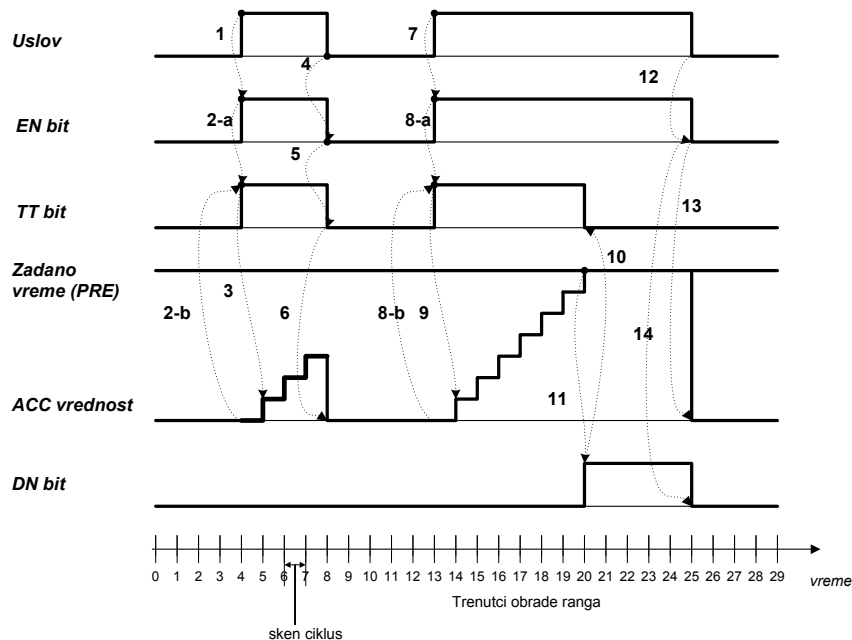 Uslov
1
4
7
12
EN bit
2-a
5
8-a
TT bit
13
Zadano
vreme (PRE)
10
2-b
3
6
8-b
9
14
ACC vrednost
11
DN bit
0 1 2 3 4 5 6 7 8 9 10 11 12 13 14 15 16 17 18 19 20 21 22 23 24 25 26 27 28 29
vreme
Trenutci obrade ranga
sken ciklus